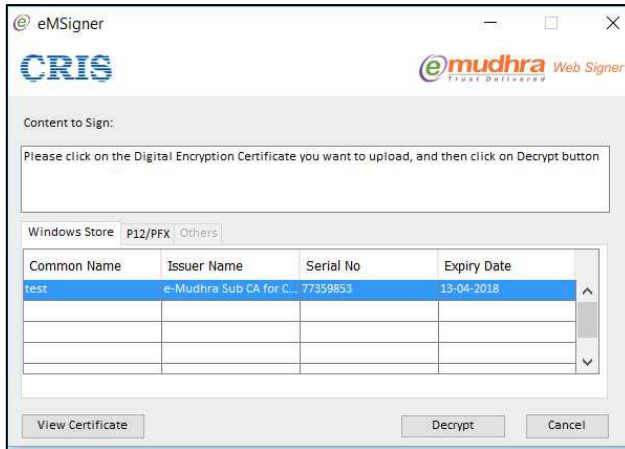 eMSigner
CRIS
emudhra Web Signer
Trust Delivered
Content to Sign:
Please click on the Digital Encryption Certificate you want to upload, and then click on Decrypt button
Windows Store P12/PFX Others
Common Name Issuer Name Serial No Expiry Date
test e-Mudhra Sub CA for C... 77359853 13-04-2018
View Certificate Decrypt Cancel